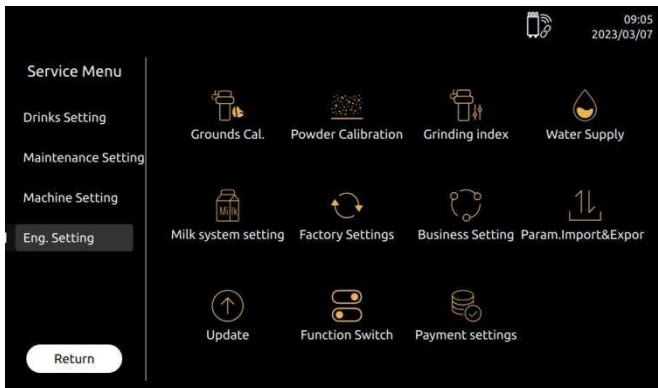 09:05
2023/03/07
Service Menu
Drinks Setting
Maintenance Setting
Machine Setting
Eng. Setting
Return
Grounds Cal.
Powder Calibration
Grinding index
Water Supply
Milk
Milk system setting
Factory Settings
Business Setting
Param.Import&Expor
Update
Function Switch
Payment settings